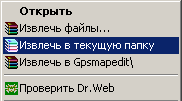 Открыть
Извлечь файлы...
Извлечь в текущую папку
Извлечь в Gpsmapedit\
Проверить Dr.Web